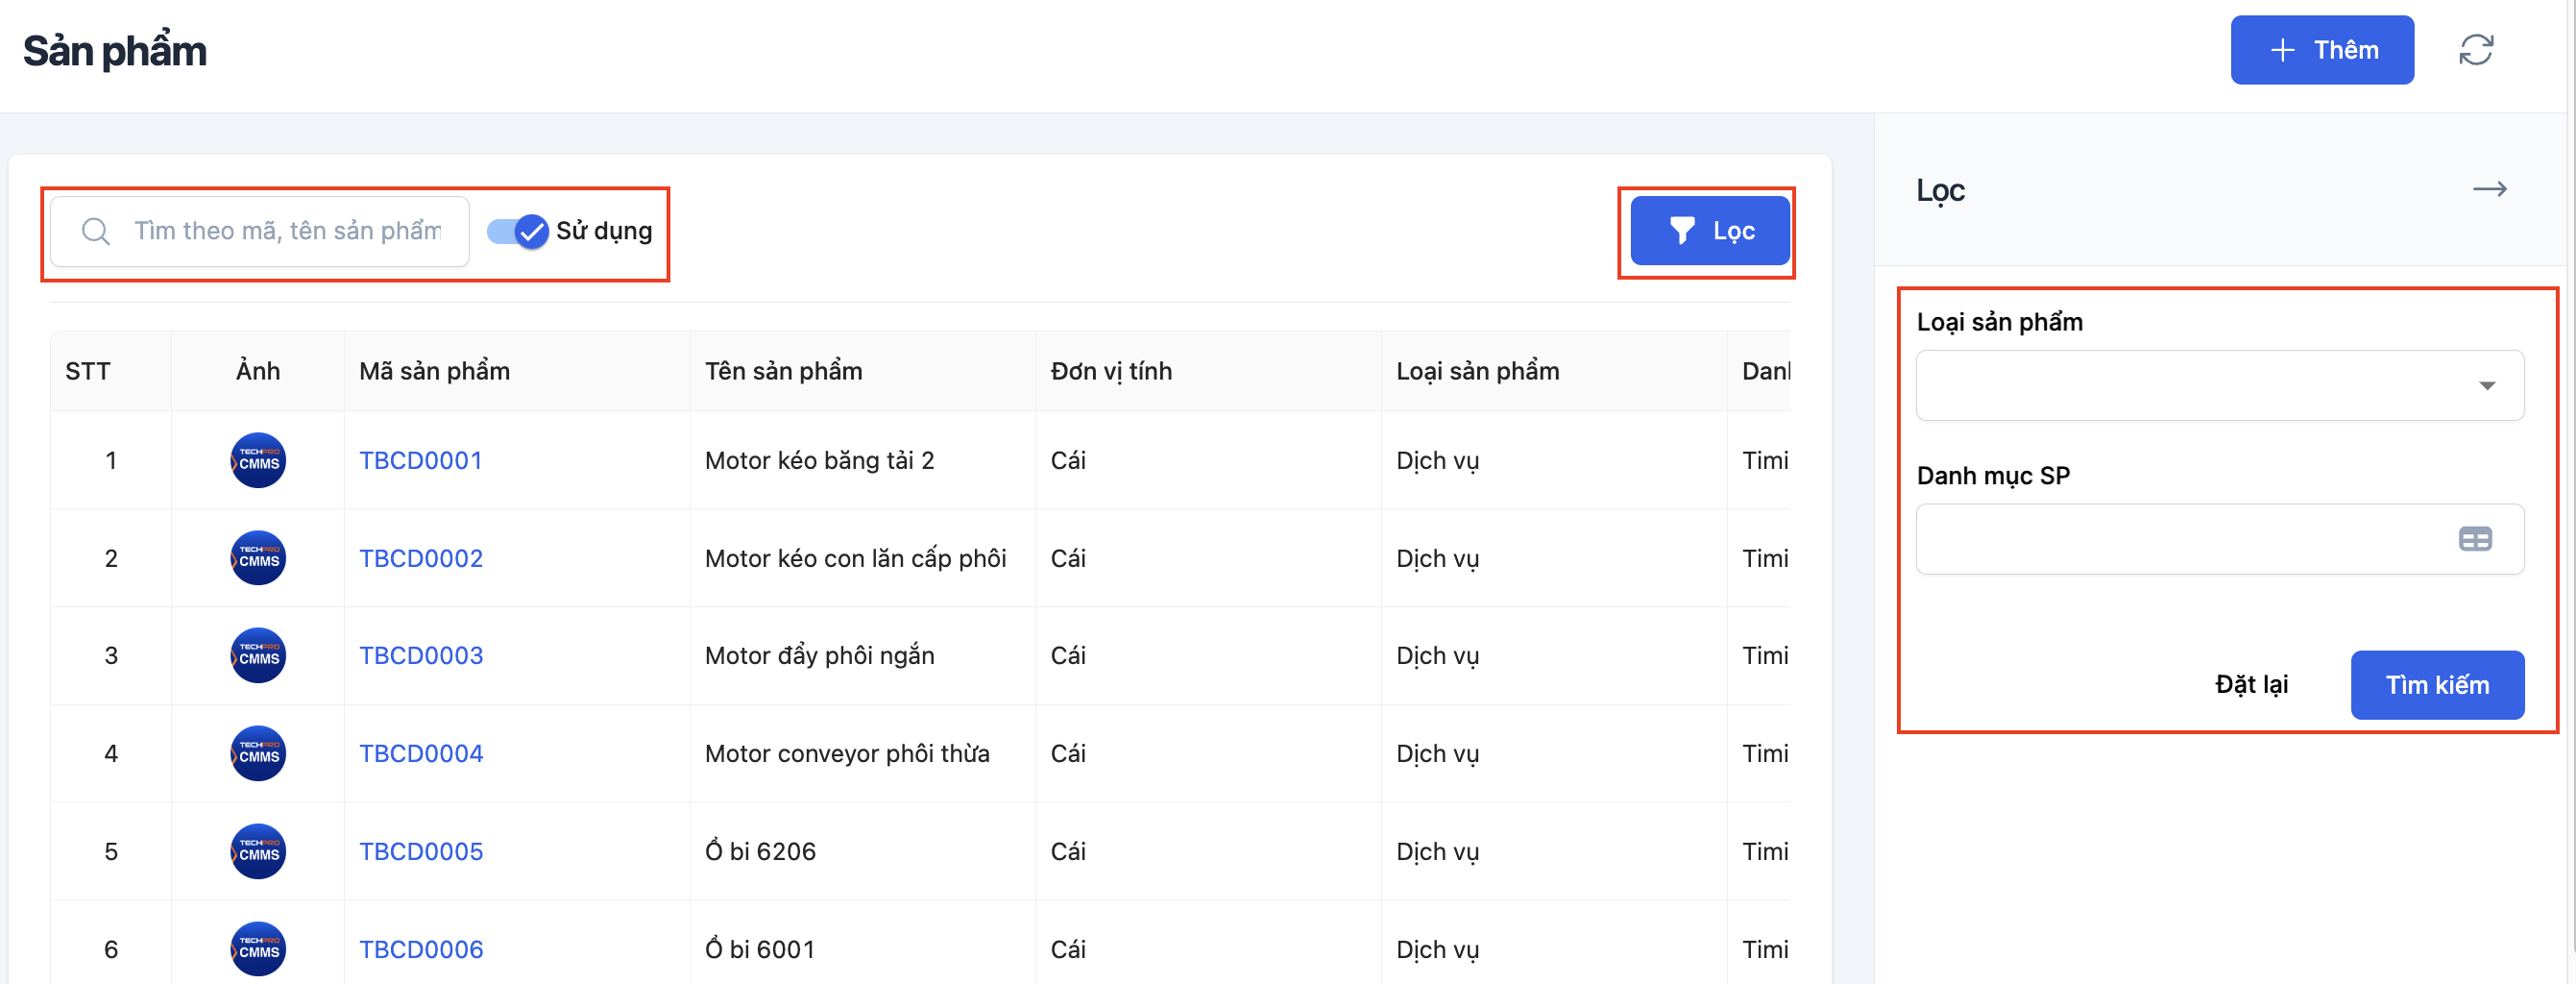 Sản phẩm
Thêm
Tìm theo mã, tên sản phẩm
Sử dụng
Lọc
Lọc
Loại sản phẩm
Danh mục SP
Đặt lại
Tìm kiếm
STT Ảnh Mã sản phẩm Tên sản phẩm Đơn vị tính Loại sản phẩm Danh
1 TECHPRO CMMS TBCD0001 Motor kéo băng tải 2 Cái Dịch vụ Timi
2 TECHPRO CMMS TBCD0002 Motor kéo con lăn cấp phôi Cái Dịch vụ Timi
3 TECHPRO CMMS TBCD0003 Motor đẩy phôi ngắn Cái Dịch vụ Timi
4 TECHPRO CMMS TBCD0004 Motor conveyor phôi thừa Cái Dịch vụ Timi
5 TECHPRO CMMS TBCD0005 Ổ bi 6206 Cái Dịch vụ Timi
6 TECHPRO CMMS TBCD0006 Ổ bi 6001 Cái Dịch vụ Timi